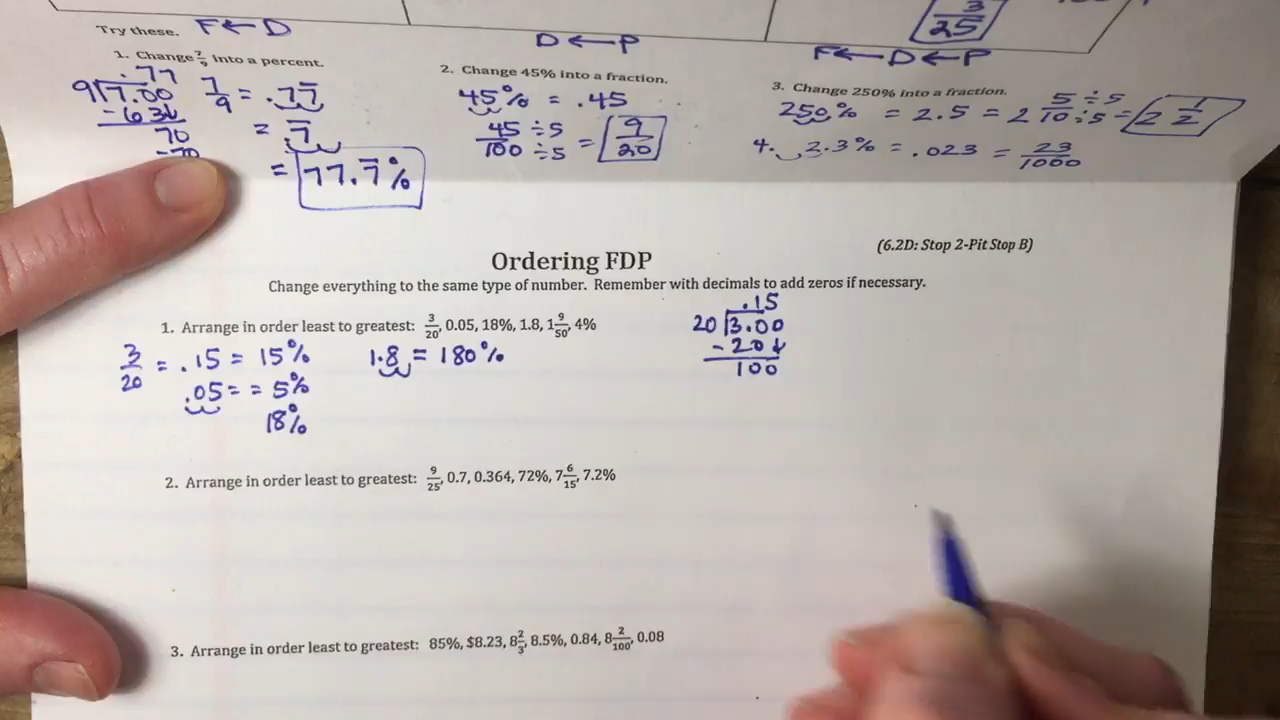 3
25
Try these. F←D
D←P
F←D←P
1. Change 7/9 into a percent.
.77
9)7.00
-63↓
70
-70
7/9 = .77̅
= .7̅
= 77.7̅%
2. Change 45% into a fraction.
45% = .45
45/100 ÷5/÷5 = 9/20
3. Change 250% into a fraction.
250% = 2.5 = 2 5/10 ÷5/÷5 = 2 1/2
4. 2.3% = .023 = 23/1000
(6.2D: Stop 2-Pit Stop B)
Ordering FDP
Change everything to the same type of number. Remember with decimals to add zeros if necessary.
1. Arrange in order least to greatest: 3/20, 0.05, 18%, 1.8, 1 9/50, 4%
3/20 = .15 = 15%
.05 = = 5%
18%
1.8 = 180%
.15
20)3.00
-20↓
100
2. Arrange in order least to greatest: 9/25, 0.7, 0.364, 72%, 7 6/15, 7.2%
3. Arrange in order least to greatest: 85%, $8.23, 8 2/3, 8.5%, 0.84, 8 2/100, 0.08